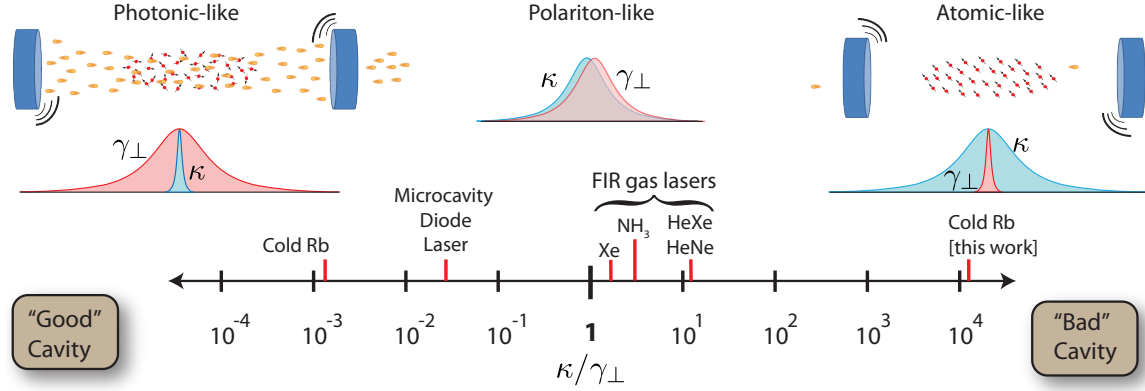 Photonic-like
Polariton-like
Atomic-like
κ
γ⊥
γ⊥
κ
κ
γ⊥
FIR gas lasers
Microcavity
Diode
Laser
Cold Rb
Xe
NH₃
HeXe
HeNe
Cold Rb
[this work]
"Good"
Cavity
10⁻⁴
10⁻³
10⁻²
10⁻¹
1
10¹
10²
10³
10⁴
κ/γ⊥
"Bad"
Cavity